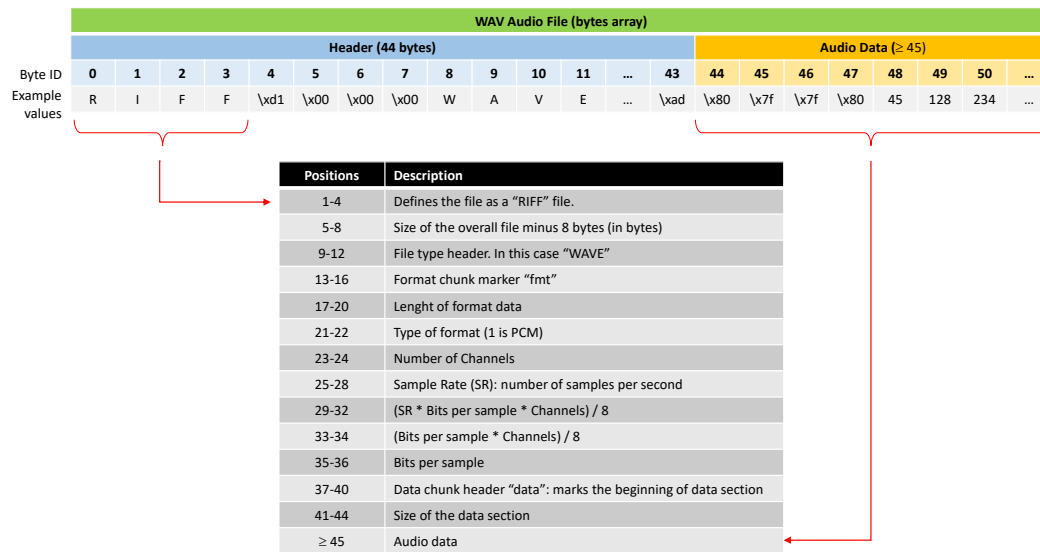 WAV Audio File (bytes array)
Header (44 bytes) Audio Data (≥ 45)
Byte ID 0 1 2 3 4 5 6 7 8 9 10 11 ... 43 44 45 46 47 48 49 50 ...
Example values R I F F \xd1 \x00 \x00 \x00 W A V E ... \xad \x80 \x7f \x7f \x80 45 128 234 ...
Positions Description
1-4 Defines the file as a “RIFF” file.
5-8 Size of the overall file minus 8 bytes (in bytes)
9-12 File type header. In this case “WAVE”
13-16 Format chunk marker “fmt”
17-20 Lenght of format data
21-22 Type of format (1 is PCM)
23-24 Number of Channels
25-28 Sample Rate (SR): number of samples per second
29-32 (SR * Bits per sample * Channels) / 8
33-34 (Bits per sample * Channels) / 8
35-36 Bits per sample
37-40 Data chunk header “data”: marks the beginning of data section
41-44 Size of the data section
≥ 45 Audio data